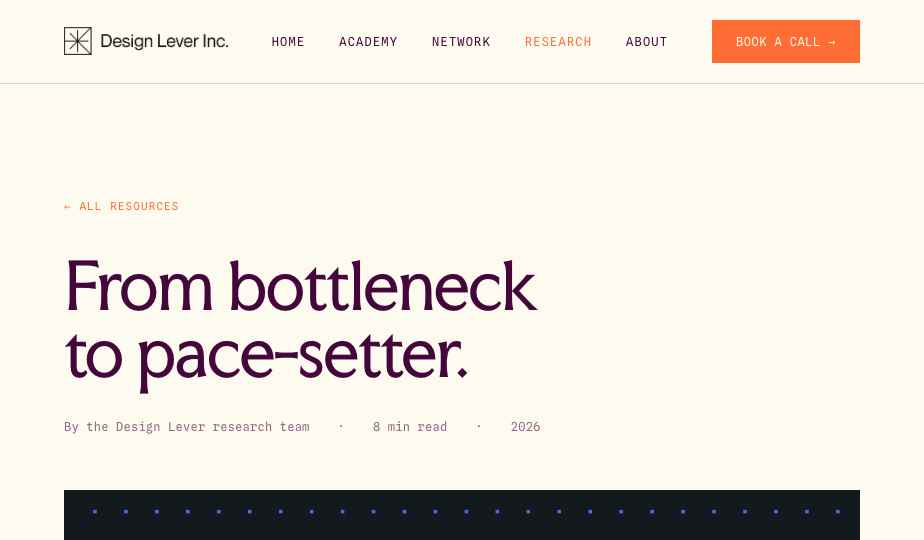 Design Lever Inc.
HOME
ACADEMY
NETWORK
RESEARCH
ABOUT
BOOK A CALL →
← ALL RESOURCES
From bottleneck
to pace-setter.
By the Design Lever research team · 8 min read · 2026